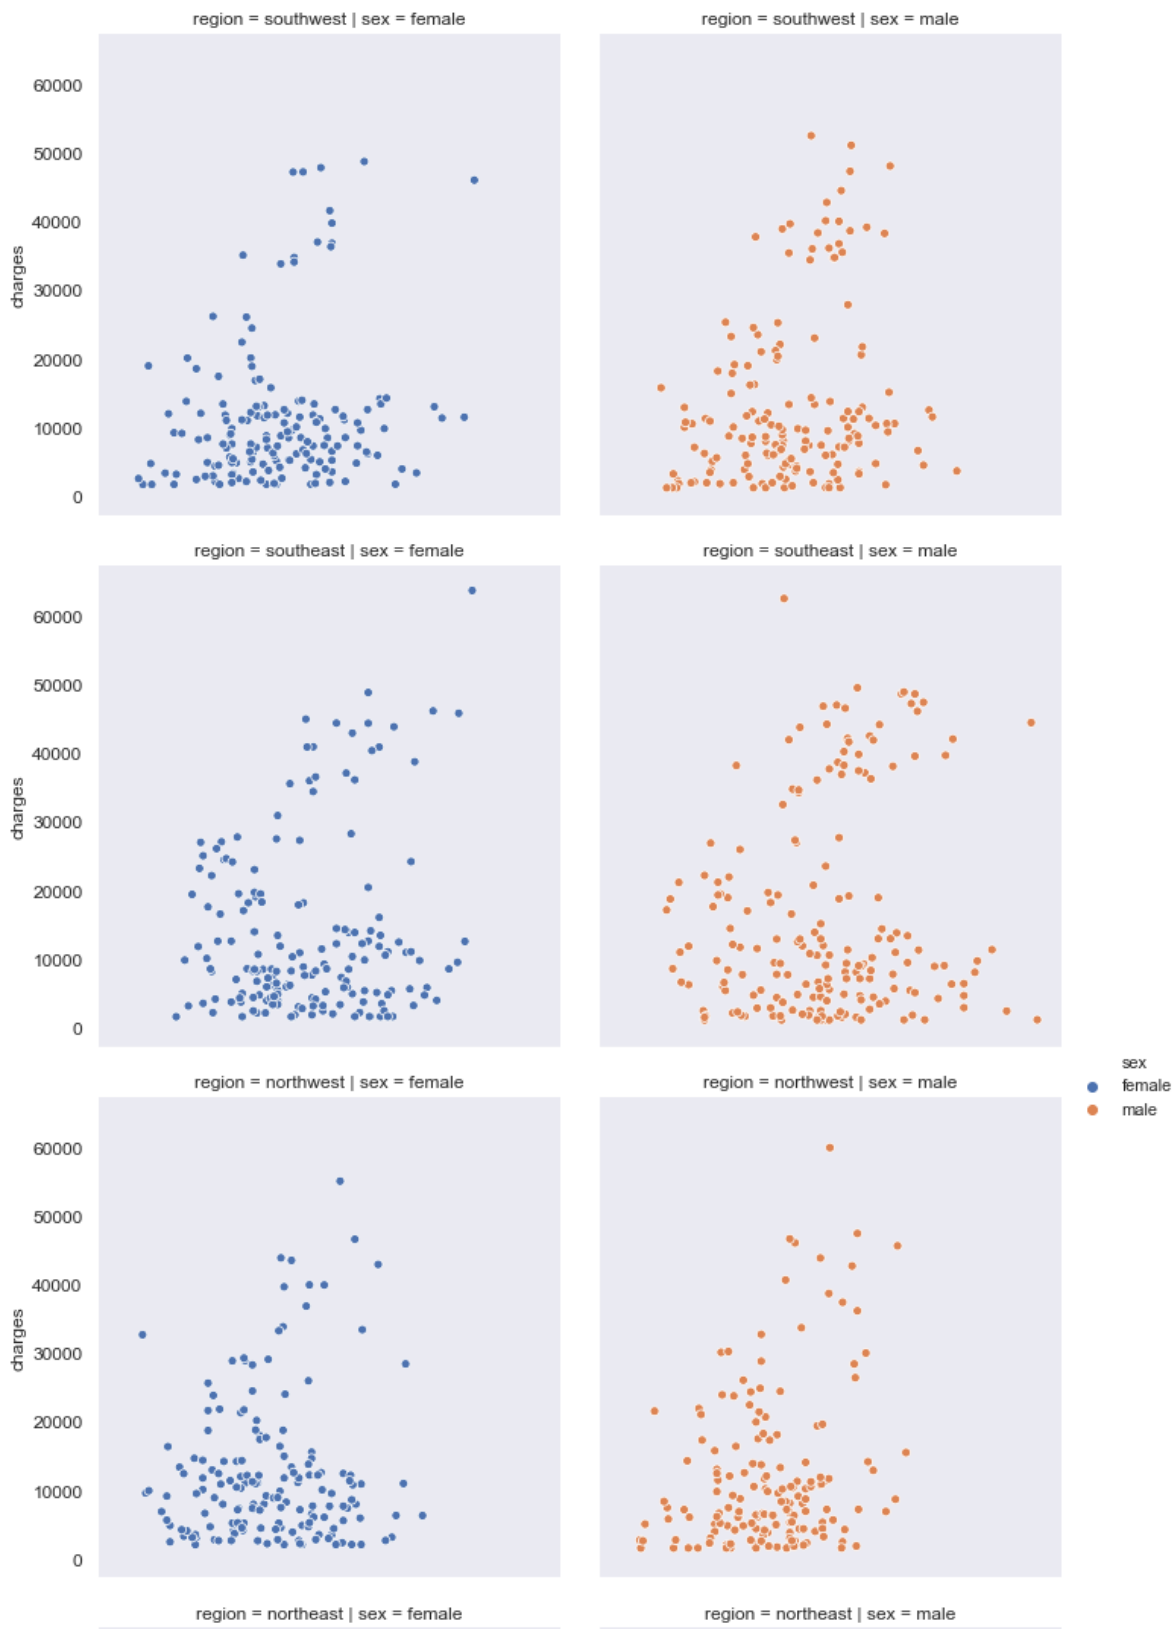 region = southwest | sex = female
region = southwest | sex = male
60000
50000
40000
30000
20000
10000
0
charges
region = southeast | sex = female
region = southeast | sex = male
60000
50000
40000
30000
20000
10000
0
charges
sex
female
male
region = northwest | sex = female
region = northwest | sex = male
60000
50000
40000
30000
20000
10000
0
charges
region = northeast | sex = female
region = northeast | sex = male